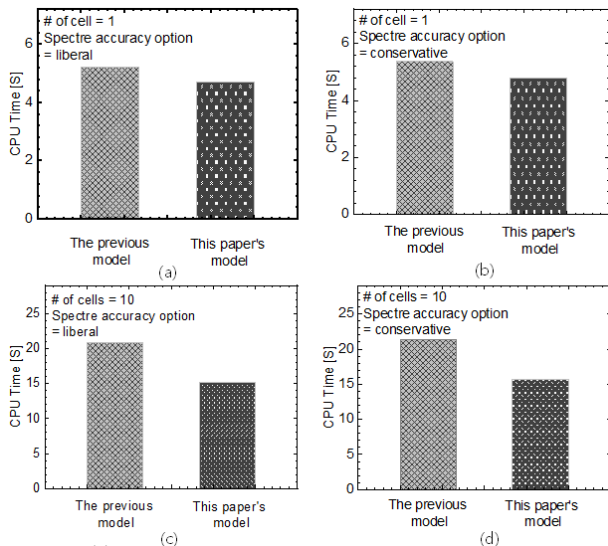 # of cell = 1
Spectre accuracy option
= liberal
CPU Time [S]
6
4
2
0
The previous model
This paper's model
(a)
# of cell = 1
Spectre accuracy option
= conservative
CPU Time [S]
6
4
2
0
The previous model
This paper's model
(b)
# of cells = 10
Spectre accuracy option
= liberal
CPU Time [S]
25
20
15
10
5
0
The previous
model
This paper's
model
(c)
# of cells = 10
Spectre accuracy option
= conservative
CPU Time [S]
25
20
15
10
5
0
The previous
model
This paper's
model
(d)